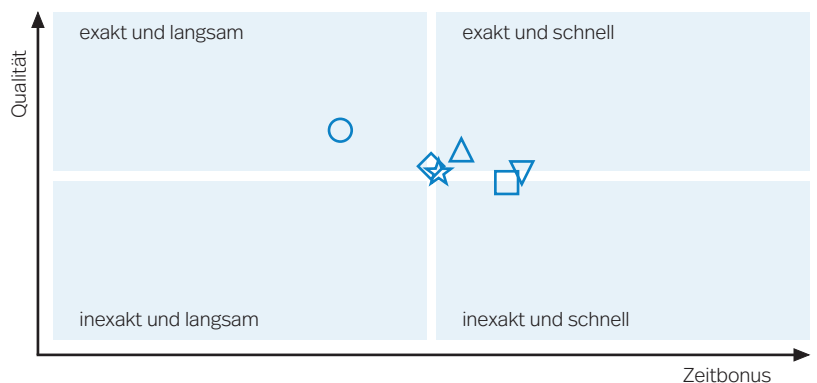 exakt und langsam
exakt und schnell
Qualität
inexakt und langsam
inexakt und schnell
Zeitbonus